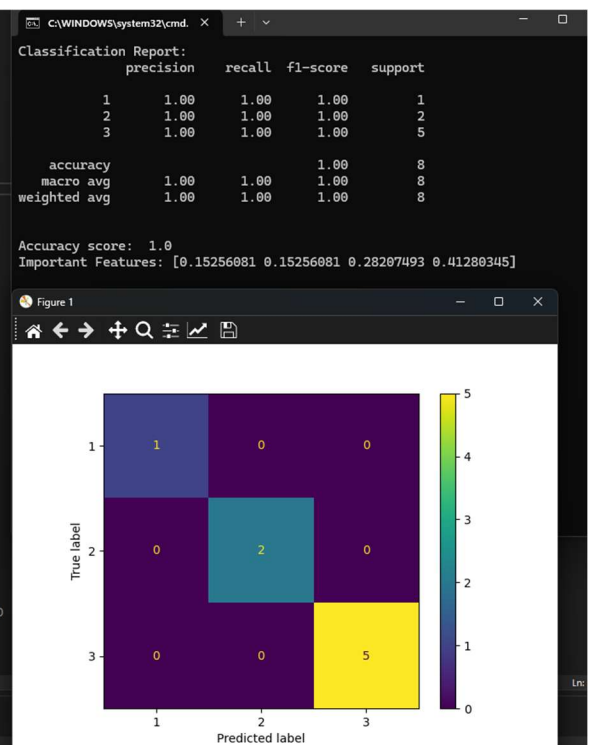 C:\WINDOWS\system32\cmd.
Classification Report:
precision recall f1-score support
1 1.00 1.00 1.00 1
2 1.00 1.00 1.00 2
3 1.00 1.00 1.00 5
accuracy 1.00 8
macro avg 1.00 1.00 1.00 8
weighted avg 1.00 1.00 1.00 8
Accuracy score: 1.0
Important Features: [0.15256081 0.15256081 0.28207493 0.41280345]
Figure 1
5
1 1 0 0
4
3
True label
2 0 2 0
2
3 0 0 5
1
Ln:
0
1 2 3
Predicted label